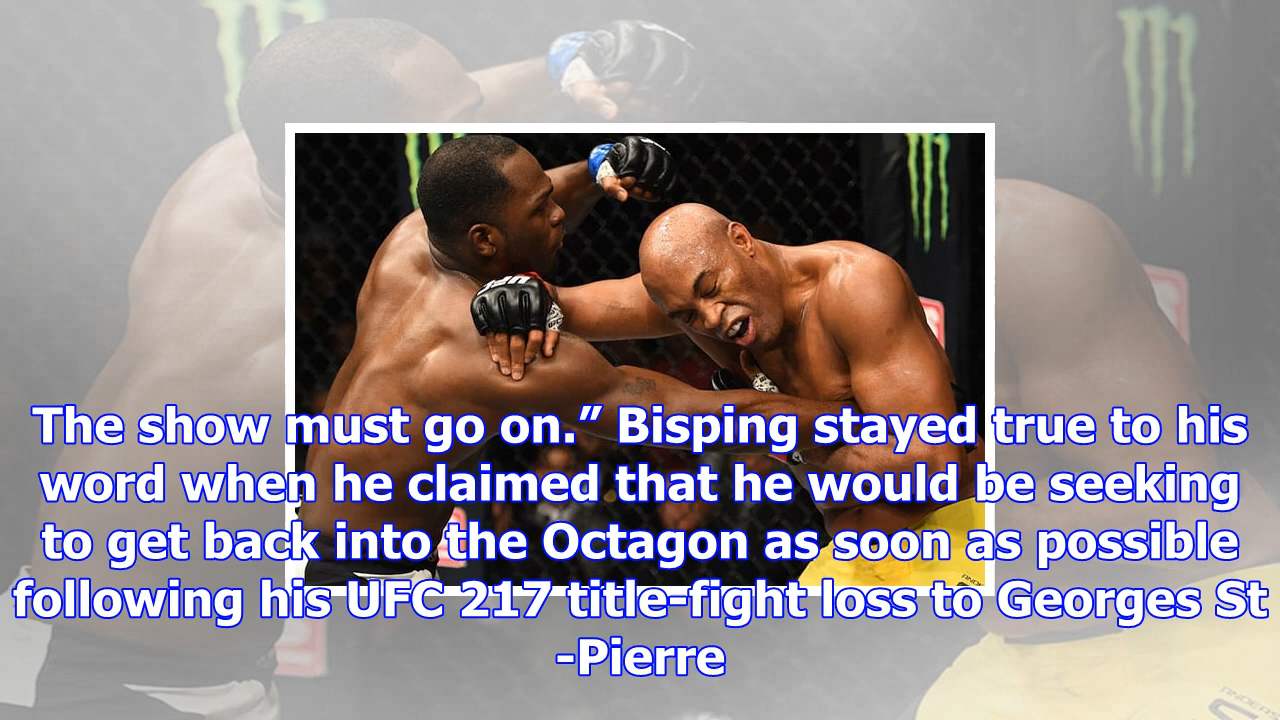 UFC
The show must go on.” Bisping stayed true to his
word when he claimed that he would be seeking
to get back into the Octagon as soon as possible
following his UFC 217 title-fight loss to Georges St
-Pierre